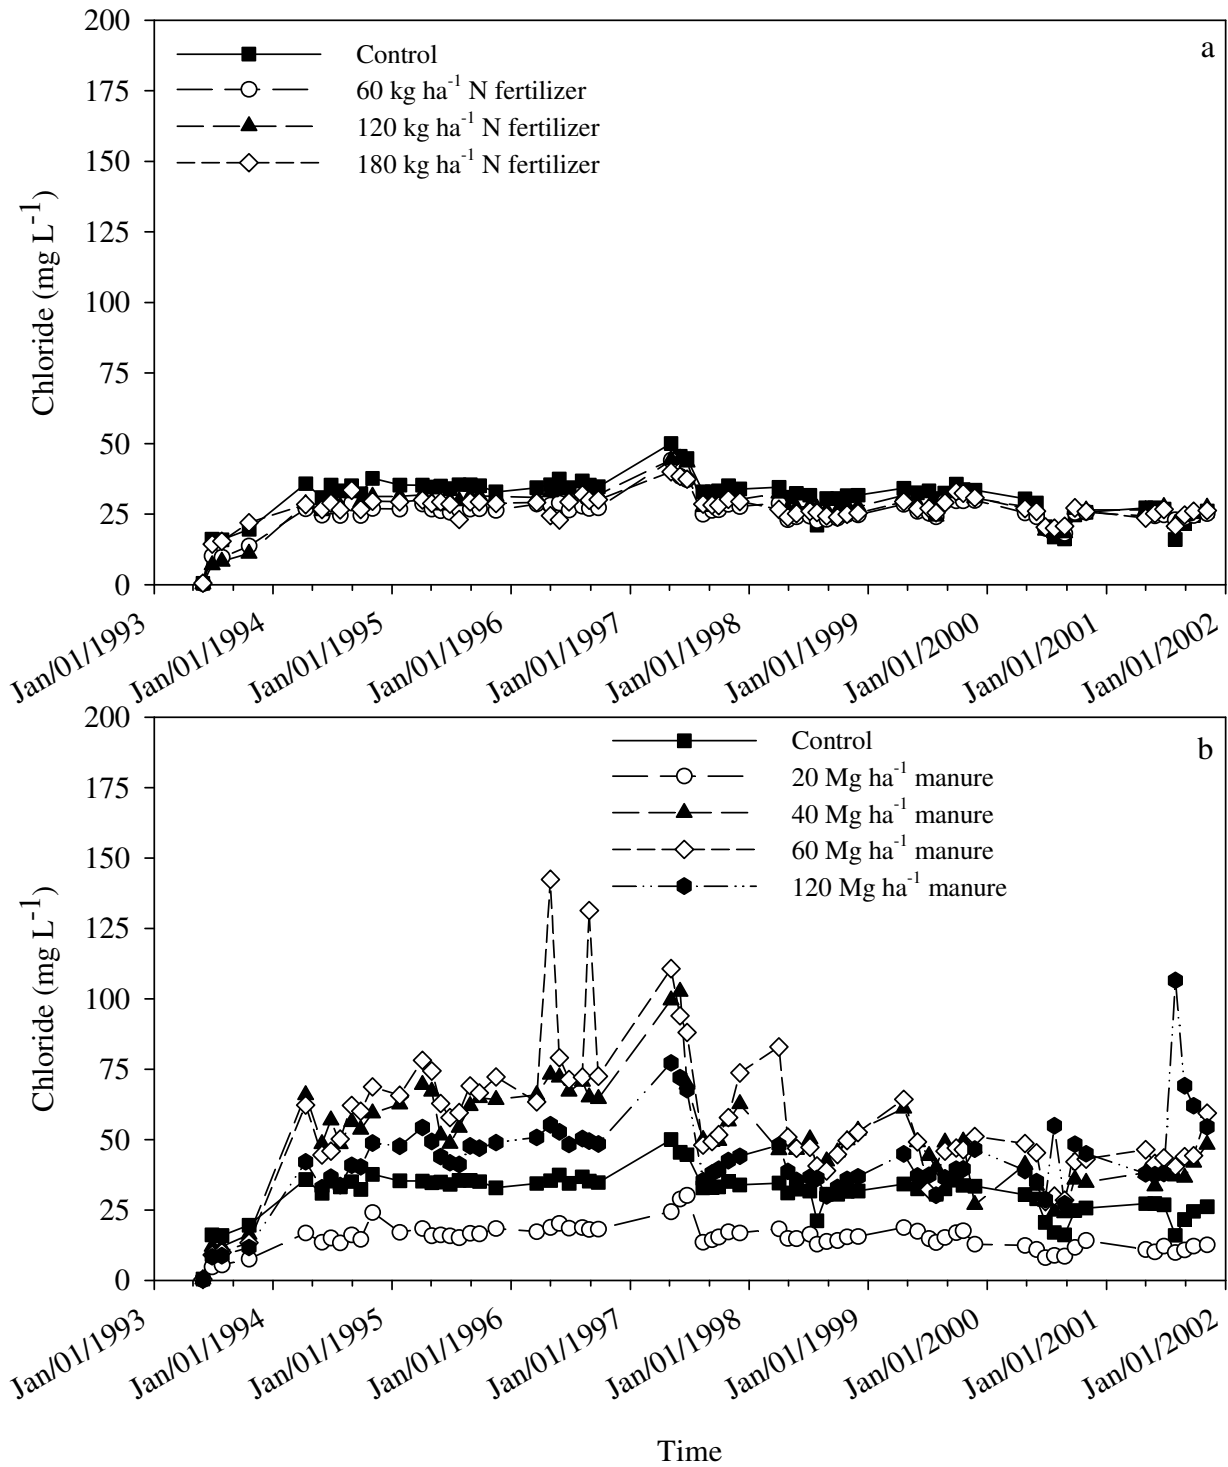 a
200
175
150
125
100
75
50
25
0
Chloride (mg L⁻¹)
Control
60 kg ha⁻¹ N fertilizer
120 kg ha⁻¹ N fertilizer
180 kg ha⁻¹ N fertilizer
Jan/01/1993
Jan/01/1994
Jan/01/1995
Jan/01/1996
Jan/01/1997
Jan/01/1998
Jan/01/1999
Jan/01/2000
Jan/01/2001
Jan/01/2002
b
200
175
150
125
100
75
50
25
0
Chloride (mg L⁻¹)
Control
20 Mg ha⁻¹ manure
40 Mg ha⁻¹ manure
60 Mg ha⁻¹ manure
120 Mg ha⁻¹ manure
Jan/01/1993
Jan/01/1994
Jan/01/1995
Jan/01/1996
Jan/01/1997
Jan/01/1998
Jan/01/1999
Jan/01/2000
Jan/01/2001
Jan/01/2002
Time